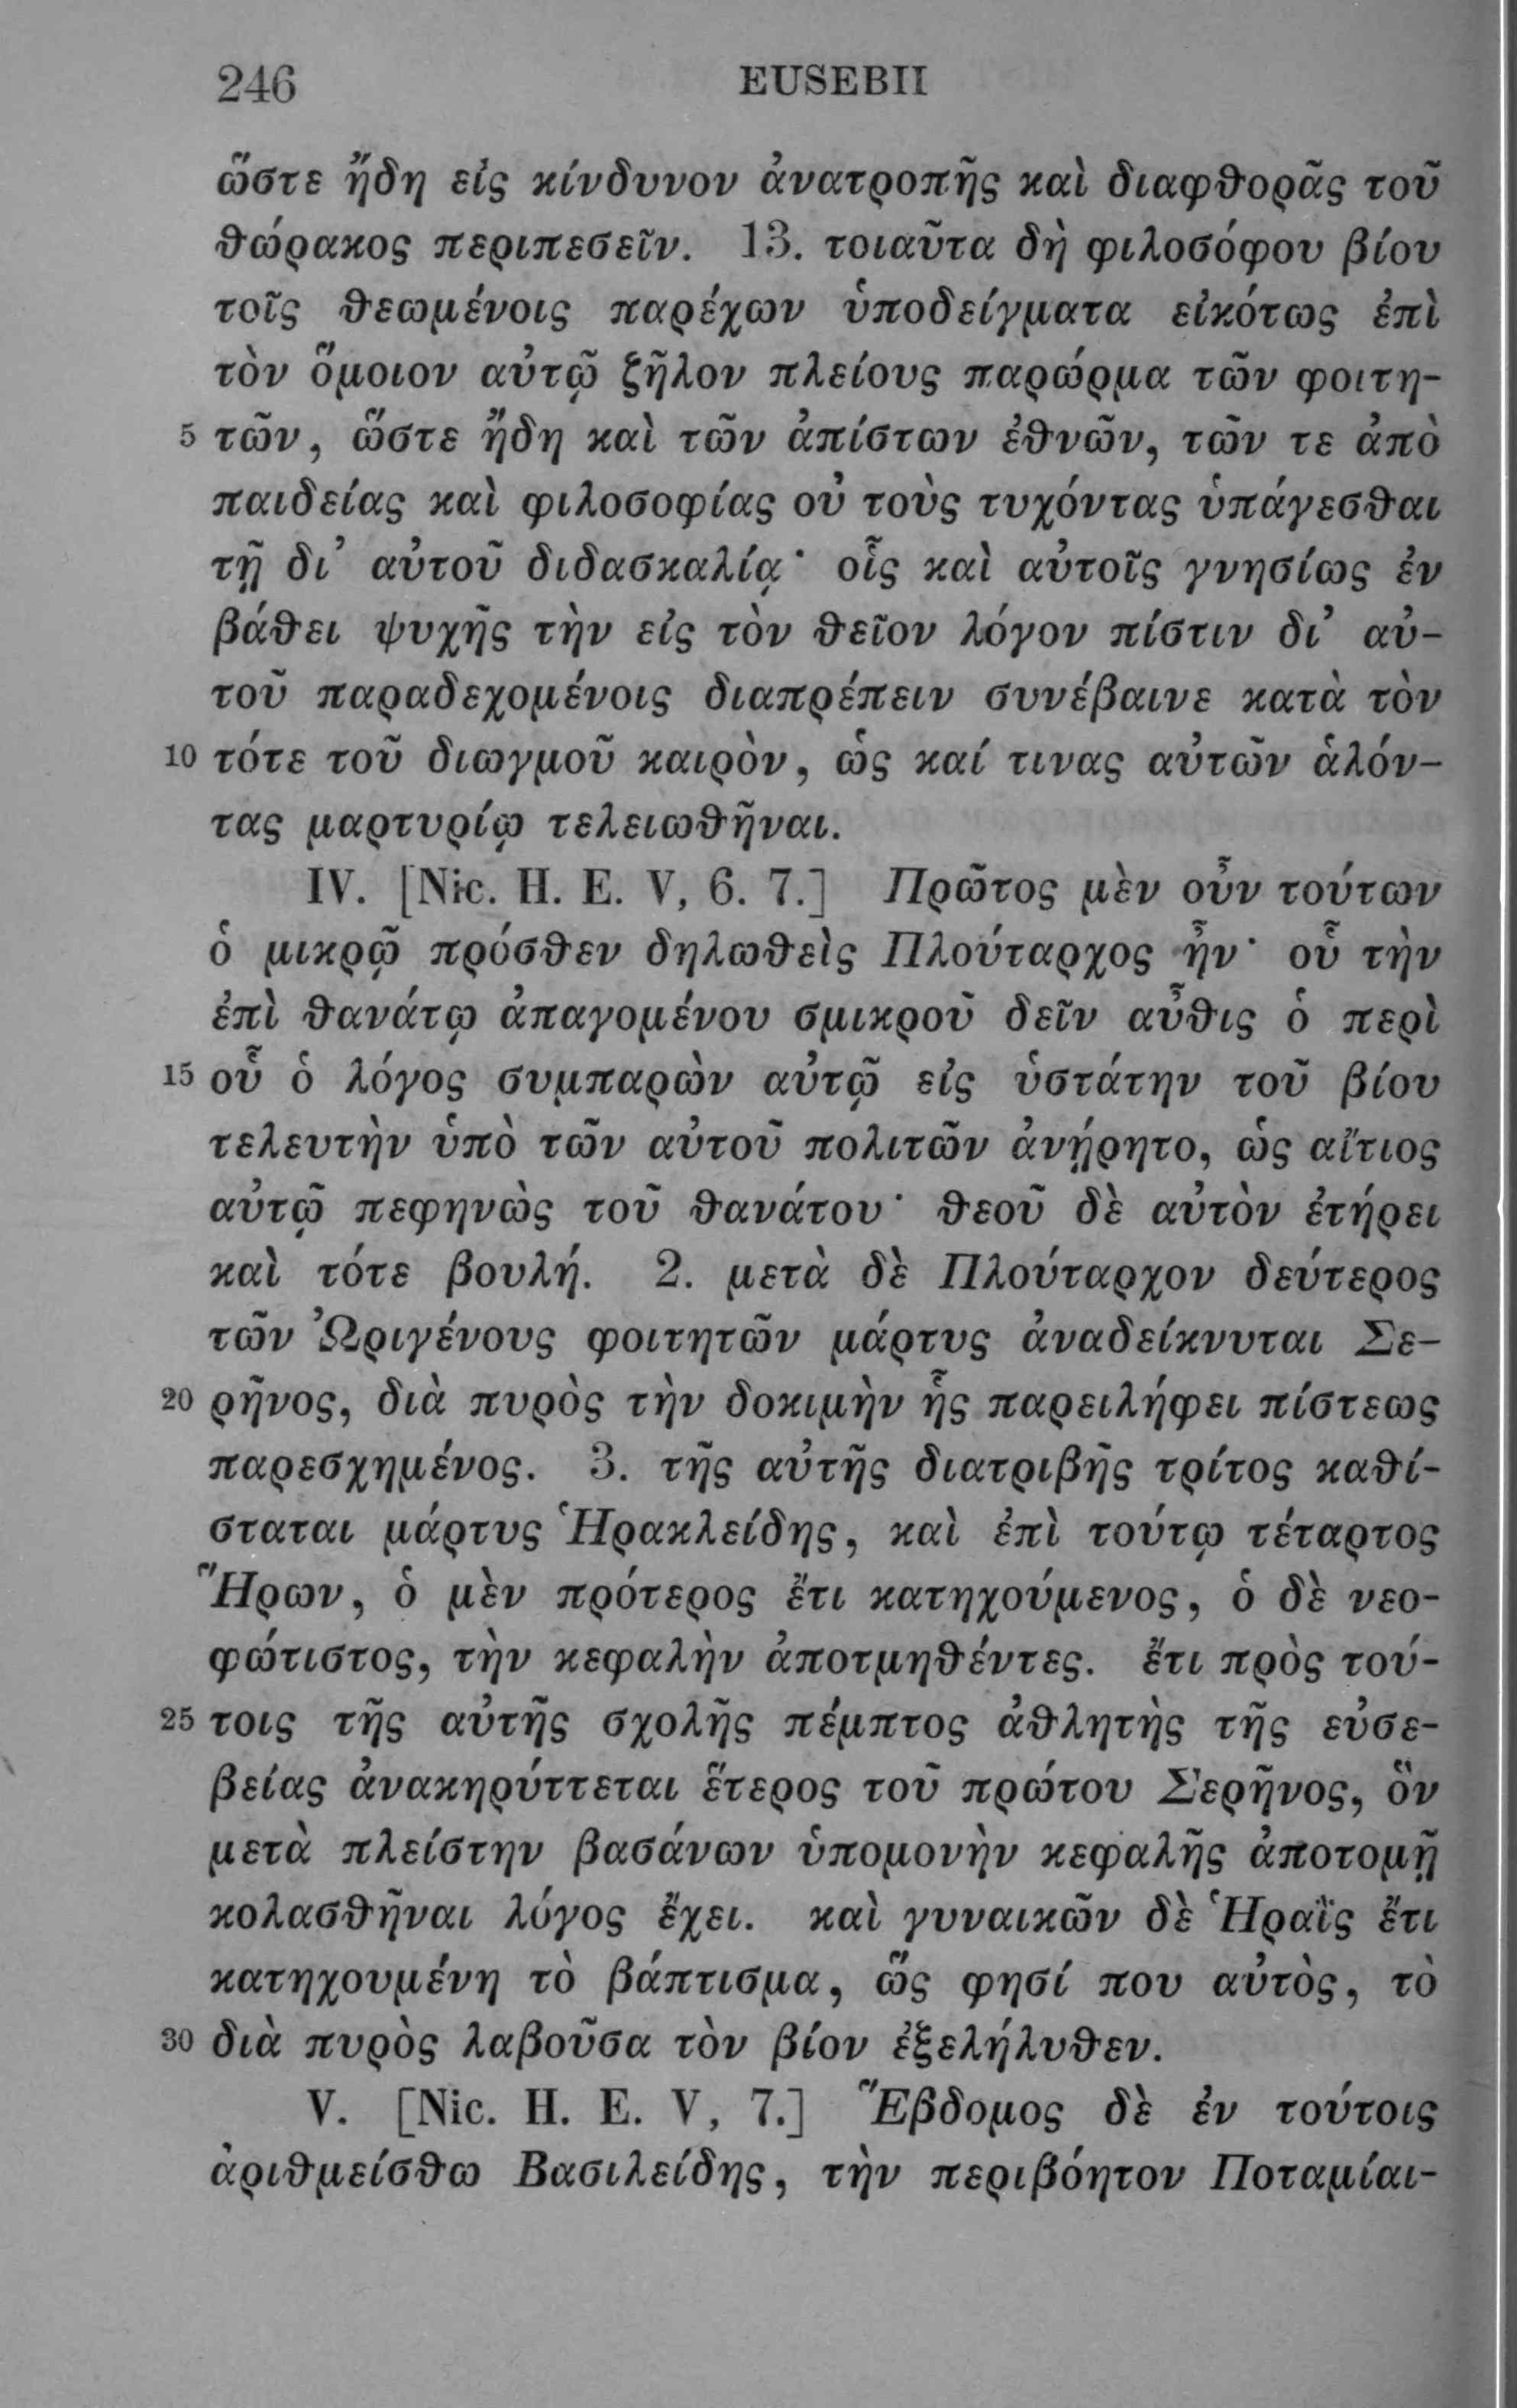 246 EUSEBII
ὥστε ἤδη εἰς κίνδυνον ἀνατροπῆς καὶ διαφθορᾶς τοῦ
θώρακος περιπεσεῖν. 13. τοιαῦτα δὴ φιλοσόφου βίου
τοῖς θεωμένοις παρέχων ὑποδείγματα εἰκότως ἐπὶ
τὸν ὅμοιον αὐτῷ ζῆλον πλείους παρώρμα τῶν φοιτη-
5 τῶν, ὥστε ἤδη καὶ τῶν ἀπίστων ἐθνῶν, τῶν τε ἀπὸ
παιδείας καὶ φιλοσοφίας οὐ τοὺς τυχόντας ὑπάγεσθαι
τῇ δι’ αὐτοῦ διδασκαλίᾳ· οἷς καὶ αὐτοῖς γνησίως ἐν
βάθει ψυχῆς τὴν εἰς τὸν θεῖον λόγον πίστιν δι’ αὐ-
τοῦ παραδεχομένοις διαπρέπειν συνέβαινε κατὰ τὸν
10 τότε τοῦ διωγμοῦ καιρὸν, ὡς καί τινας αὐτῶν ἁλόν-
τας μαρτυρίῳ τελειωθῆναι.
IV. [Nic. H. E. V, 6. 7.] Πρῶτος μὲν οὖν τούτων
ὁ μικρῷ πρόσθεν δηλωθεὶς Πλούταρχος ἦν· οὗ τὴν
ἐπὶ θανάτῳ ἀπαγομένου σμικροῦ δεῖν αὖθις ὁ περὶ
15 οὗ ὁ λόγος συμπαρὼν αὐτῷ εἰς ὑστάτην τοῦ βίου
τελευτὴν ὑπὸ τῶν αὐτοῦ πολιτῶν ἀνῄρητο, ὡς αἴτιος
αὐτῷ πεφηνὼς τοῦ θανάτου· θεοῦ δὲ αὐτὸν ἐτήρει
καὶ τότε βουλή. 2. μετὰ δὲ Πλούταρχον δεύτερος
τῶν Ὠριγένους φοιτητῶν μάρτυς ἀναδείκνυται Σε-
20 ρῆνος, διὰ πυρὸς τὴν δοκιμὴν ἧς παρειλήφει πίστεως
παρεσχημένος. 3. τῆς αὐτῆς διατριβῆς τρίτος καθί-
σταται μάρτυς Ἡρακλείδης, καὶ ἐπὶ τούτῳ τέταρτος
Ἥρων, ὁ μὲν πρότερος ἔτι κατηχούμενος, ὁ δὲ νεο-
φώτιστος, τὴν κεφαλὴν ἀποτμηθέντες. ἔτι πρὸς τού-
25 τοις τῆς αὐτῆς σχολῆς πέμπτος ἀθλητὴς τῆς εὐσε-
βείας ἀνακηρύττεται ἕτερος τοῦ πρώτου Σερῆνος, ὃν
μετὰ πλείστην βασάνων ὑπομονὴν κεφαλῆς ἀποτομῇ
κολασθῆναι λόγος ἔχει. καὶ γυναικῶν δὲ Ἡραῒς ἔτι
κατηχουμένη τὸ βάπτισμα, ὥς φησί που αὐτὸς, τὸ
30 διὰ πυρὸς λαβοῦσα τὸν βίον ἐξελήλυθεν.
V. [Nic. H. E. V, 7.] Ἕβδομος δὲ ἐν τούτοις
ἀριθμείσθω Βασιλείδης, τὴν περιβόητον Ποταμίαι-